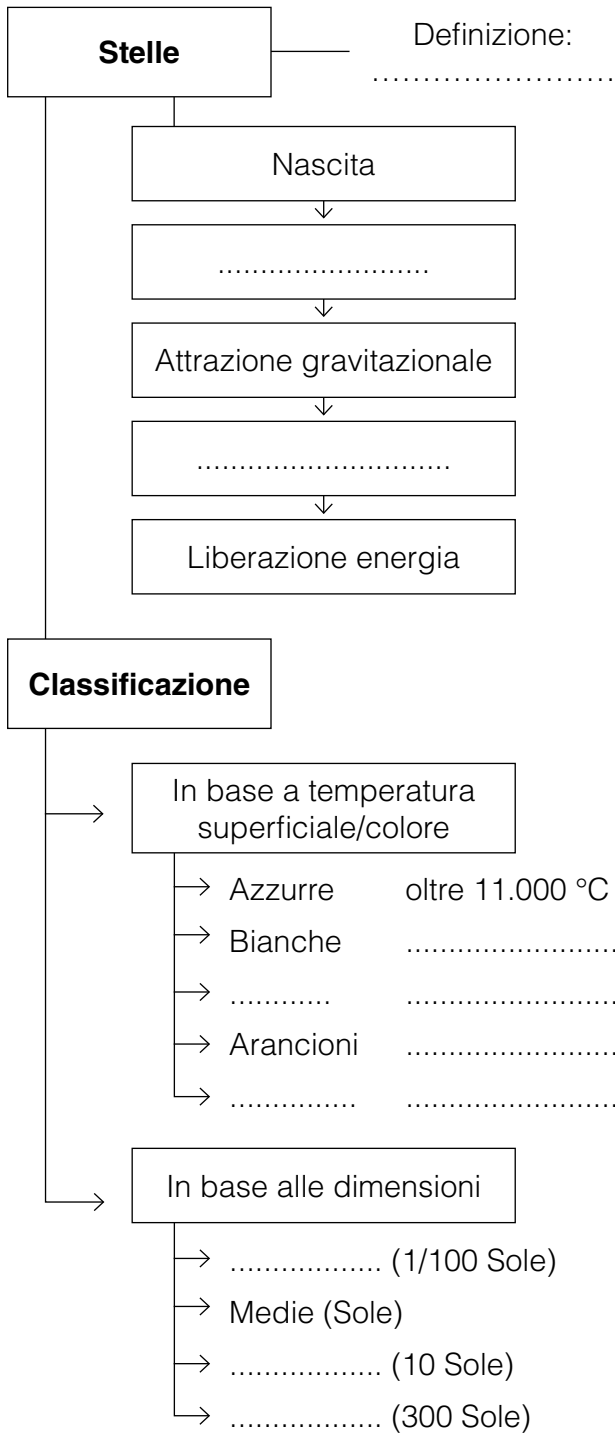 Stelle
Definizione:
........................
Nascita
.........................
Attrazione gravitazionale
..............................
Liberazione energia
Classificazione
In base a temperatura
superficiale/colore
Azzurre oltre 11.000 °C
Bianche .........................
............ .........................
Arancioni .........................
............... .........................
In base alle dimensioni
.................. (1/100 Sole)
Medie (Sole)
.................. (10 Sole)
.................. (300 Sole)